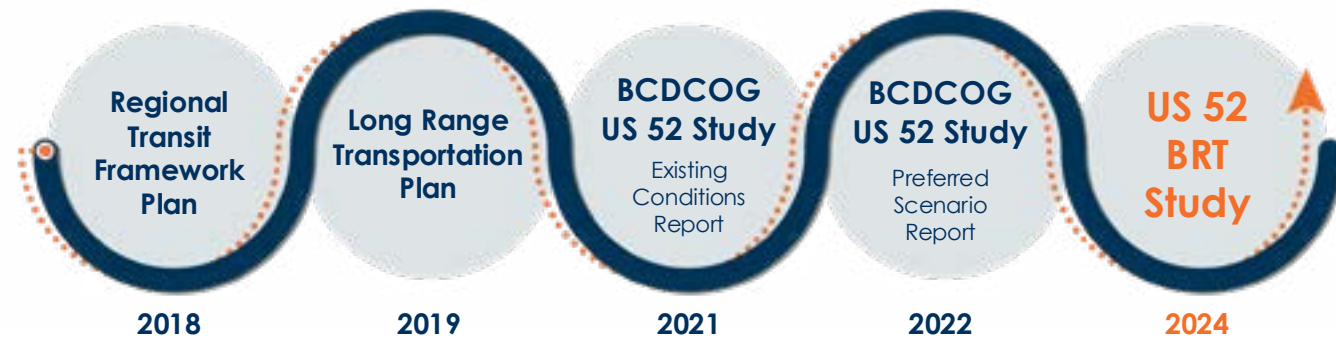 Regional
Transit
Framework
Plan
2018
Long Range
Transportation
Plan
2019
BCDCOG
US 52 Study
Existing
Conditions
Report
2021
BCDCOG
US 52 Study
Preferred
Scenario
Report
2022
US 52
BRT
Study
2024